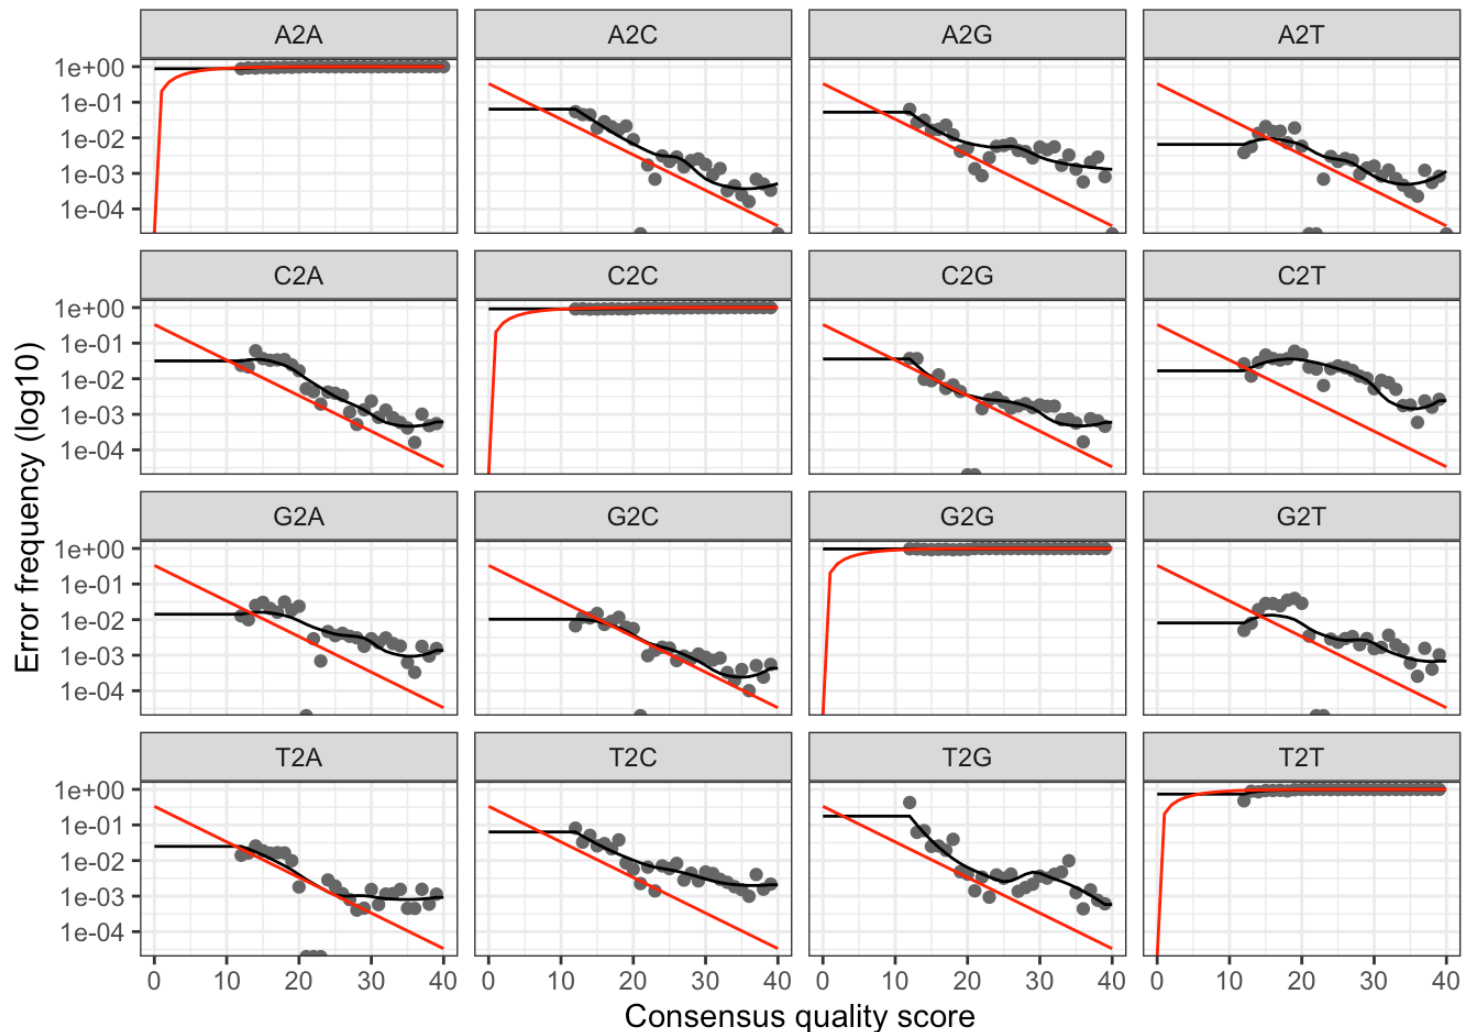 A2A A2C A2G A2T
1e+00
1e-01
1e-02
1e-03
1e-04
C2A C2C C2G C2T
1e+00
1e-01
1e-02
1e-03
1e-04
Error frequency (log10)
G2A G2C G2G G2T
1e+00
1e-01
1e-02
1e-03
1e-04
T2A T2C T2G T2T
1e+00
1e-01
1e-02
1e-03
1e-04
0 10 20 30 40 0 10 20 30 40 0 10 20 30 40 0 10 20 30 40
Consensus quality score